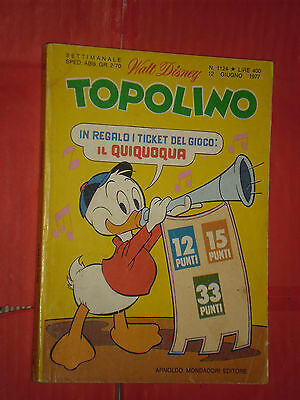 SETTIMANALE
SPED. ABB. GR. 2/70
Walt Disney
N. 1124 ★ LIRE 400
12 GIUGNO 1977
TOPOLINO
IN REGALO I TICKET DEL GIOCO:
IL QUIQUOQUA
12
PUNTI
15
PUNTI
33
PUNTI
ARNOLDO MONDADORI EDITORE